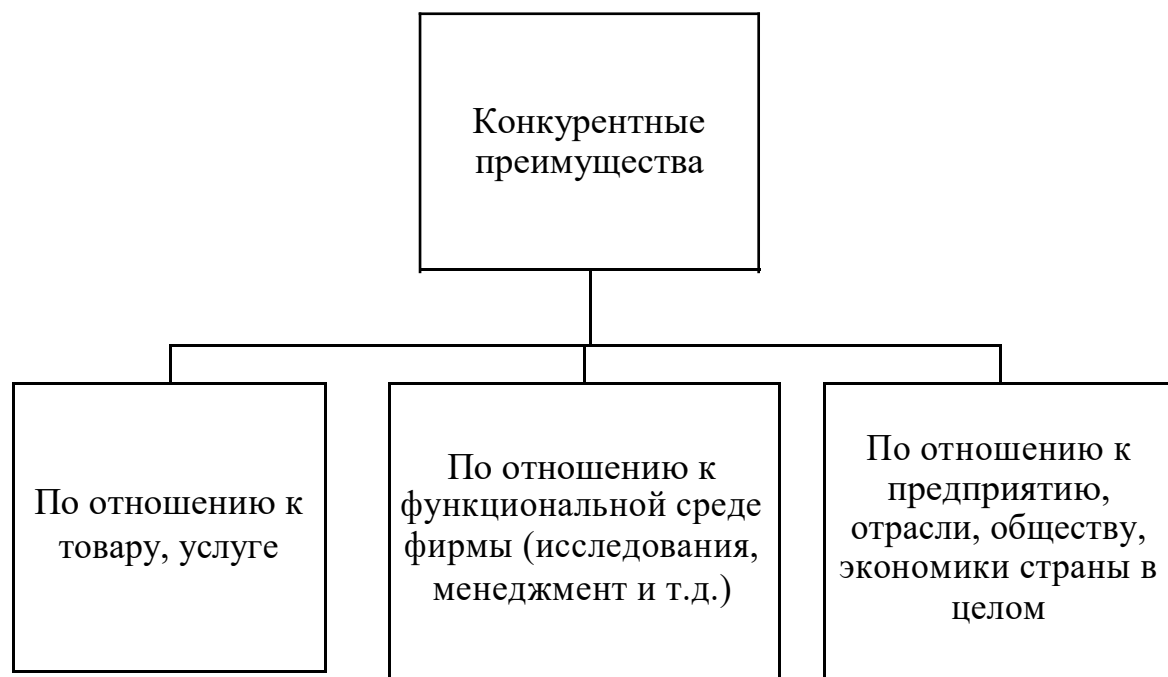 Конкурентные
преимущества
По отношению к
товару, услуге
По отношению к
функциональной среде
фирмы (исследования,
менеджмент и т.д.)
По отношению к
предприятию,
отрасли, обществу,
экономики страны в
целом